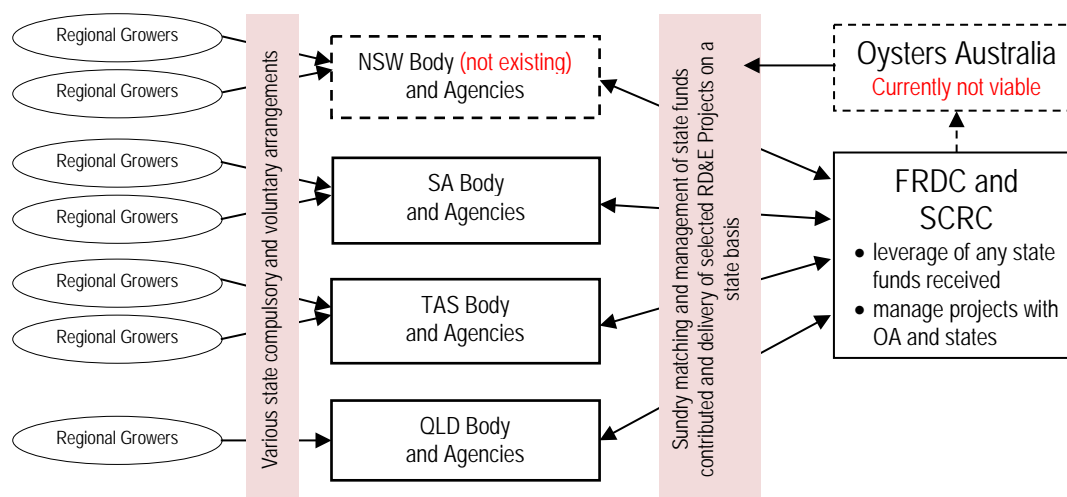 Regional Growers
Regional Growers
Regional Growers
Regional Growers
Regional Growers
Regional Growers
Regional Growers
Various state compulsory and voluntary arrangements
NSW Body (not existing)
and Agencies
SA Body
and Agencies
TAS Body
and Agencies
QLD Body
and Agencies
Sundry matching and management of state funds
contributed and delivery of selected RD&E Projects on a
state basis
Oysters Australia
Currently not viable
FRDC and
SCRC
• leverage of any state
funds received
• manage projects with
OA and states